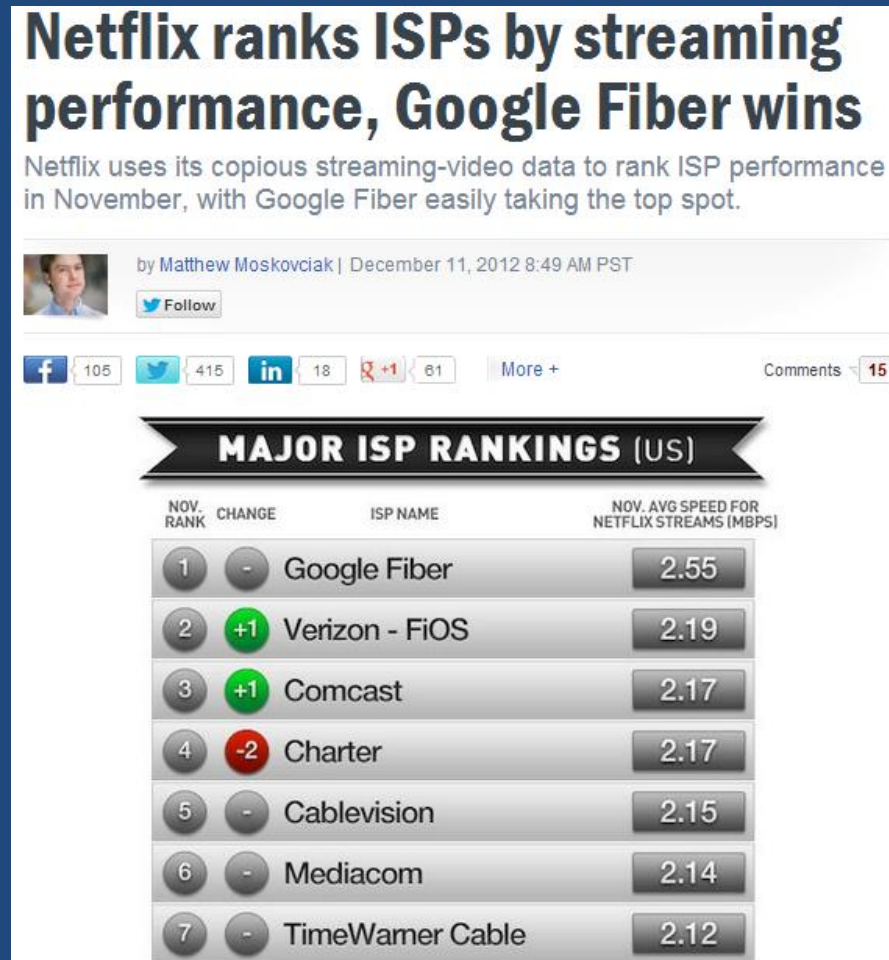 Netflix ranks ISPs by streaming
performance, Google Fiber wins
Netflix uses its copious streaming-video data to rank ISP performance
in November, with Google Fiber easily taking the top spot.
by Matthew Moskovciak | December 11, 2012 8:49 AM PST
Follow
f 105 415 in 18 g +1 61 More + Comments 15
MAJOR ISP RANKINGS (US)
NOV. RANK CHANGE ISP NAME NOV. AVG SPEED FOR NETFLIX STREAMS (MBPS)
1 - Google Fiber 2.55
2 +1 Verizon - FiOS 2.19
3 +1 Comcast 2.17
4 -2 Charter 2.17
5 - Cablevision 2.15
6 - Mediacom 2.14
7 - TimeWarner Cable 2.12